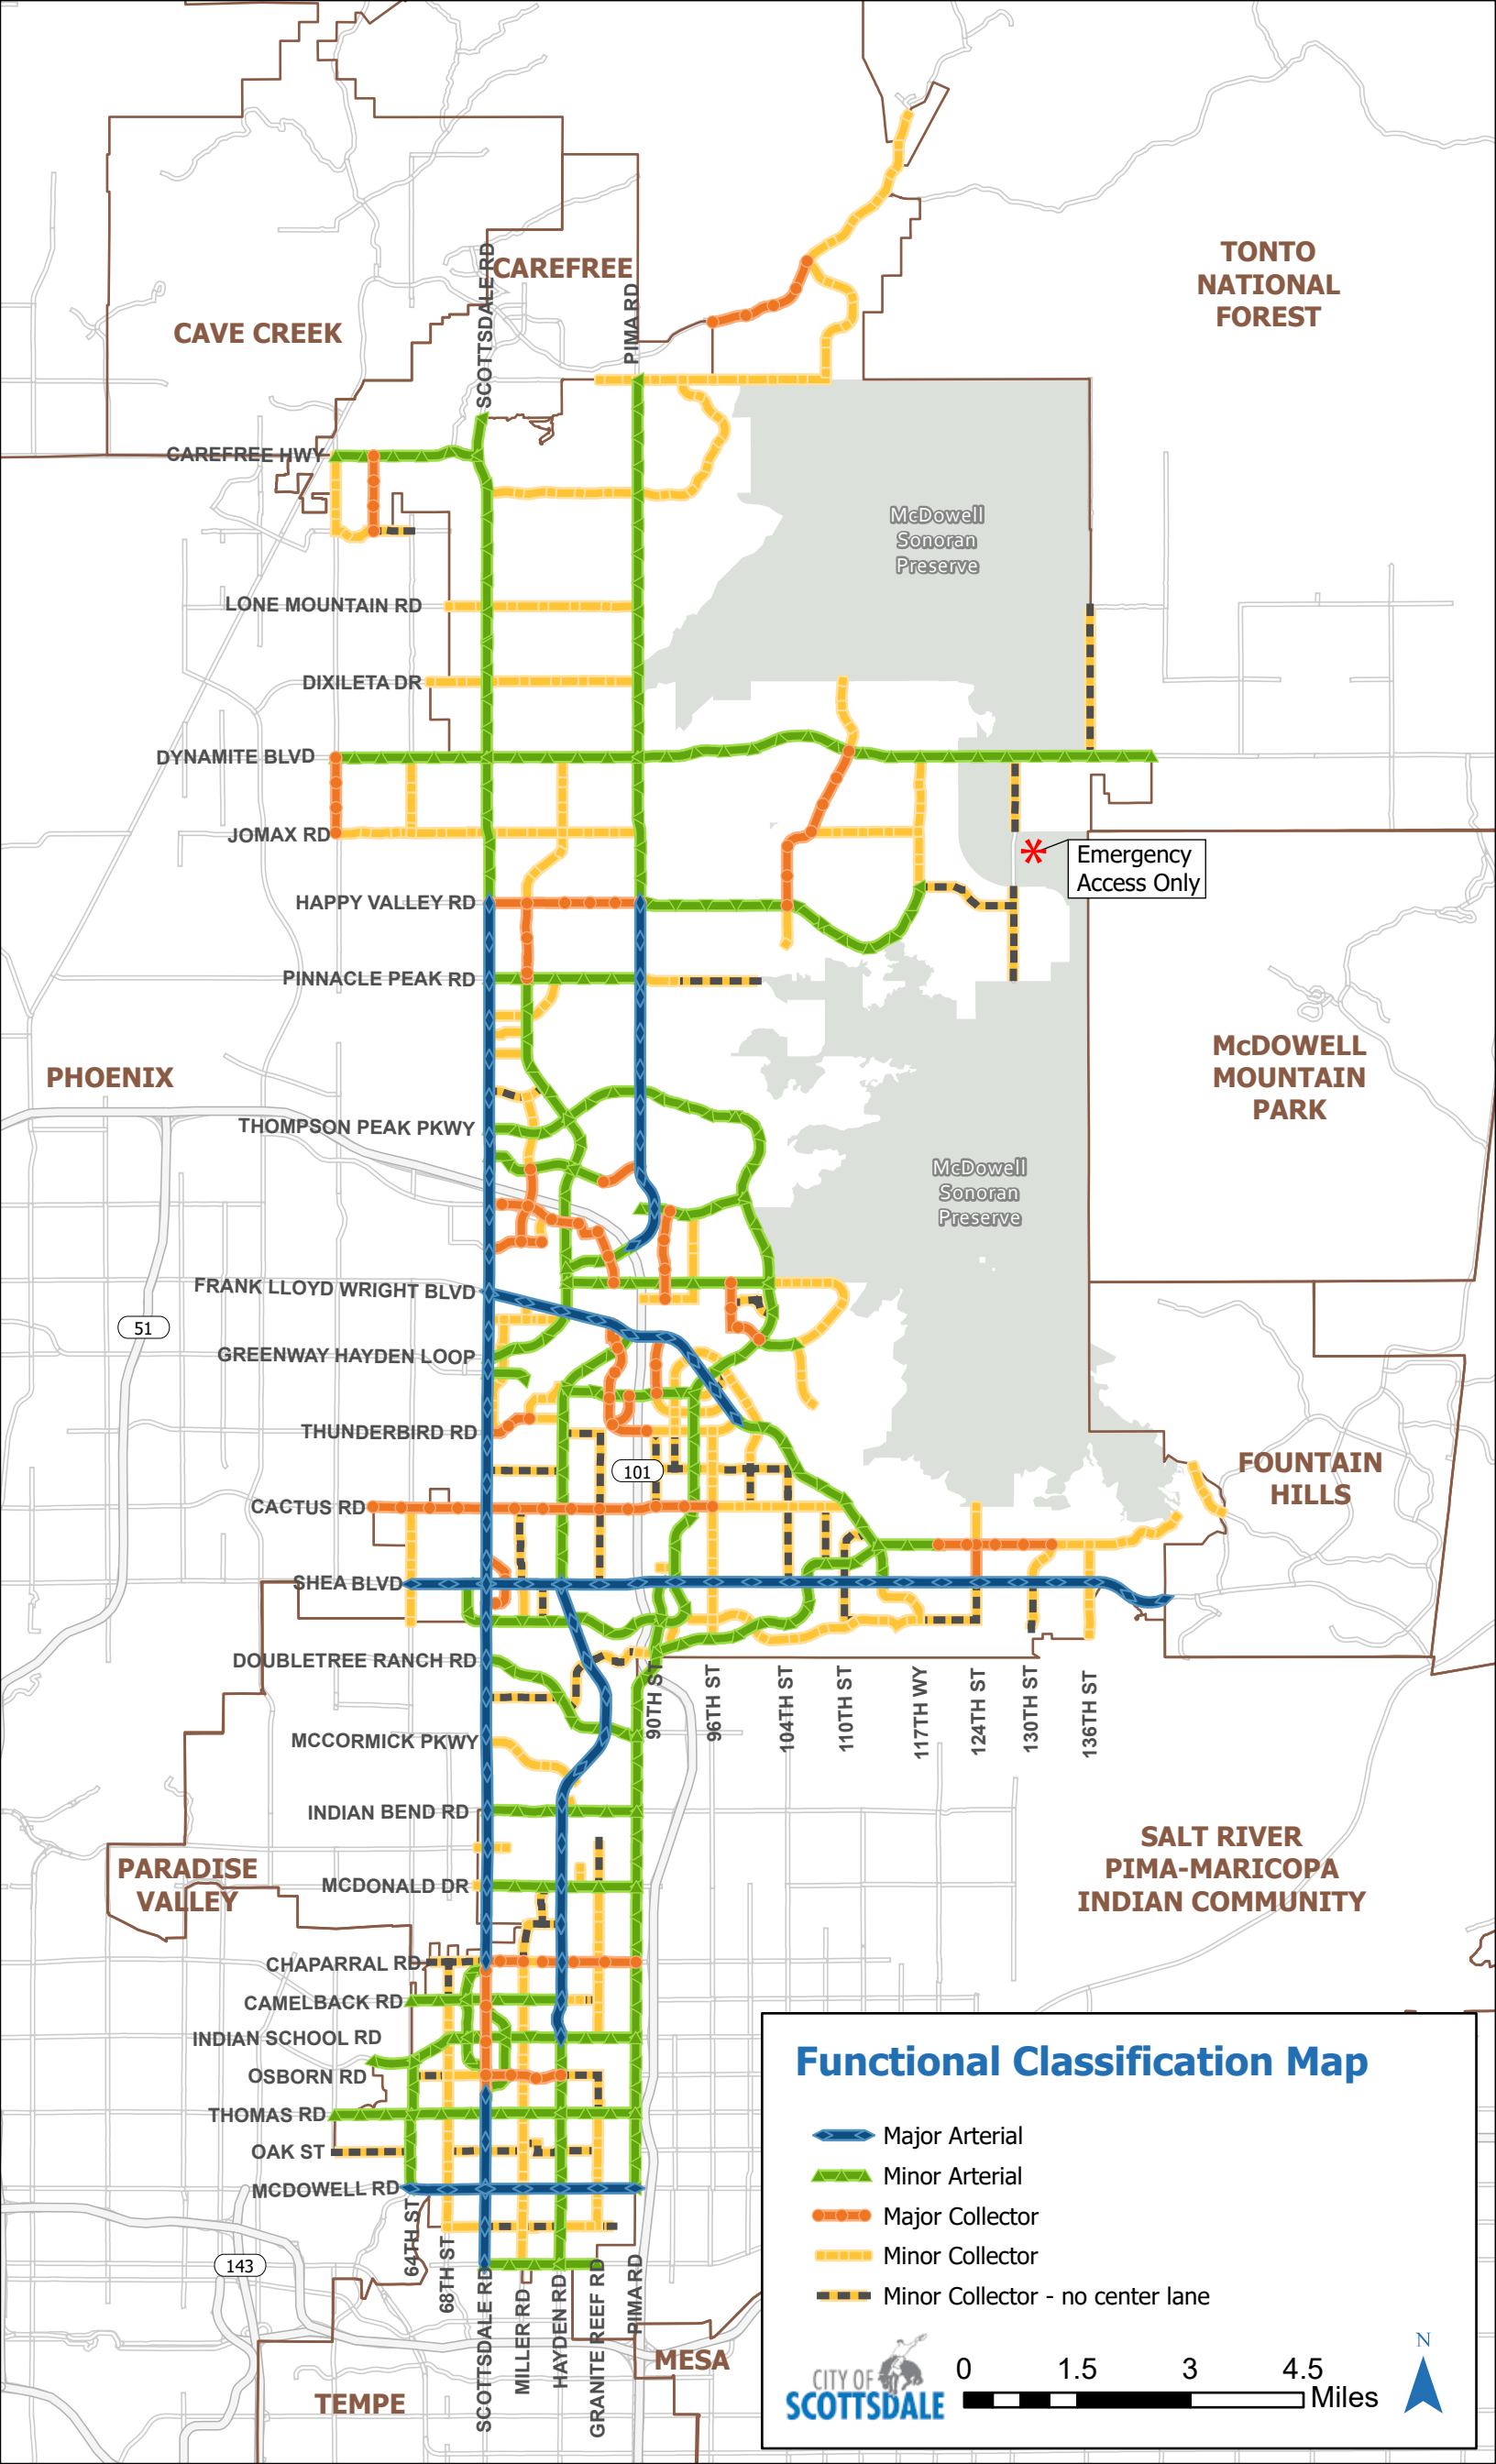 CAREFREE
SCOTTSDALE RD
PIMA RD
TONTO
NATIONAL
FOREST
CAVE CREEK
CAREFREE HWY
McDowell
Sonoran
Preserve
LONE MOUNTAIN RD
DIXILETA DR
DYNAMITE BLVD
JOMAX RD
Emergency
Access Only
HAPPY VALLEY RD
PINNACLE PEAK RD
PHOENIX
McDOWELL
MOUNTAIN
PARK
THOMPSON PEAK PKWY
McDowell
Sonoran
Preserve
FRANK LLOYD WRIGHT BLVD
51
GREENWAY HAYDEN LOOP
THUNDERBIRD RD
101
FOUNTAIN
HILLS
CACTUS RD
SHEA BLVD
DOUBLETREE RANCH RD
90TH ST
96TH ST
104TH ST
110TH ST
117TH WY
124TH ST
130TH ST
136TH ST
MCCORMICK PKWY
INDIAN BEND RD
PARADISE
VALLEY
MCDONALD DR
SALT RIVER
PIMA-MARICOPA
INDIAN COMMUNITY
CHAPARRAL RD
CAMELBACK RD
INDIAN SCHOOL RD
OSBORN RD
THOMAS RD
OAK ST
MCDOWELL RD
64TH ST
68TH ST
SCOTTSDALE RD
MILLER RD
HAYDEN RD
GRANITE REEF RD
PIMA RD
143
TEMPE
MESA
Functional Classification Map
Major Arterial
Minor Arterial
Major Collector
Minor Collector
Minor Collector - no center lane
CITY OF
SCOTTSDALE
0 1.5 3 4.5
Miles
N